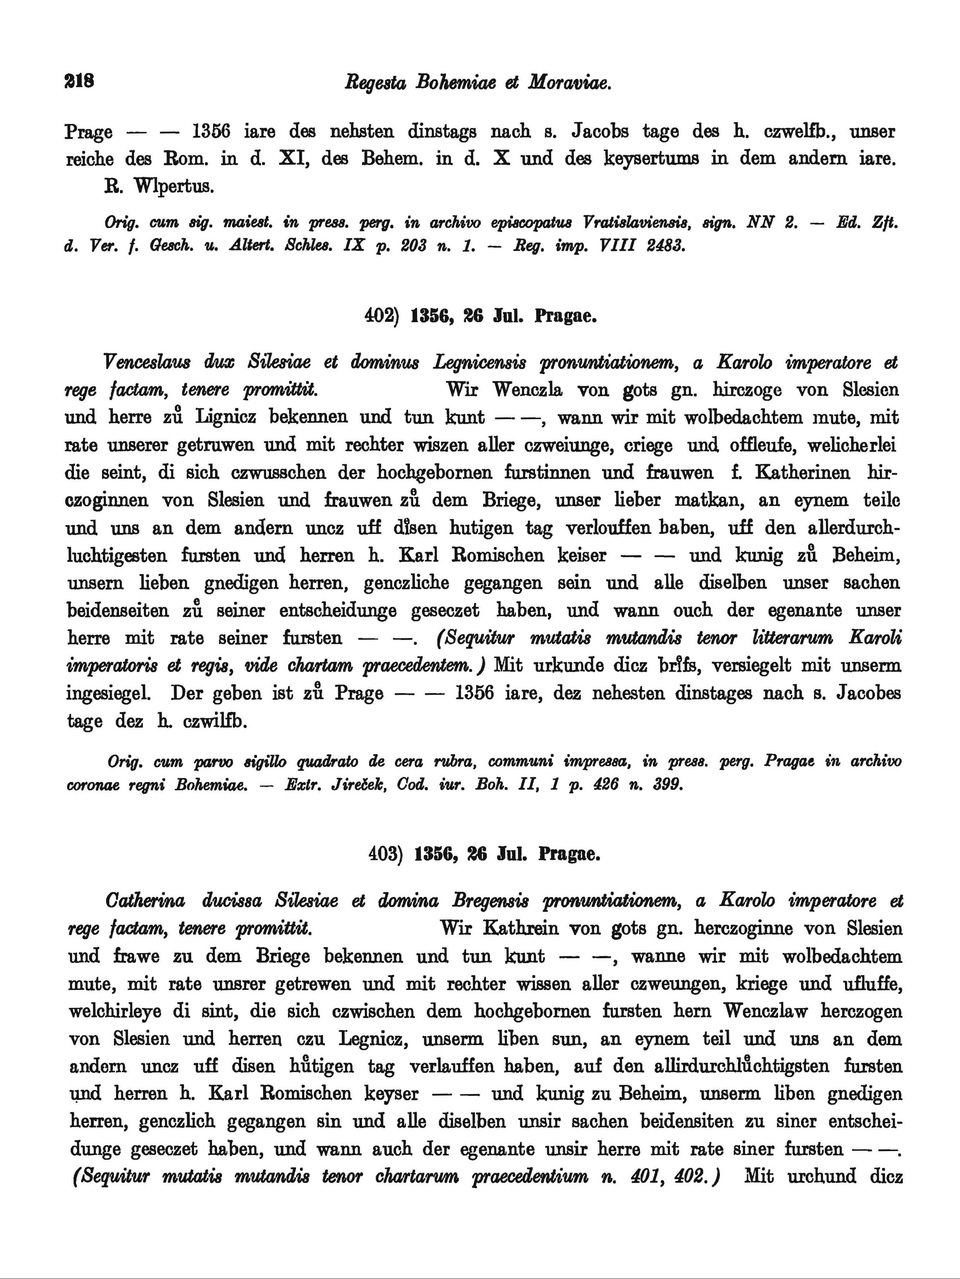 218 Regesta Bohemiae et Moraviae.
Prage — — 1356 iare des nehsten dinstags nach s. Jacobs tage des h. czwelfb., unser
reiche des Rom. in d. XI, des Behem. in d. X und des keysertums in dem andern iare.
R. Wlpertus.
Orig. cum sig. maiest. in press. perg. in archivo episcopatus Vratislaviensis, sign. NN 2. — Ed. Zft.
d. Ver. f. Gesch. u. Altert. Schles. IX p. 203 n. 1. — Reg. imp. VIII 2483.
402) 1356, 26 Jul. Pragae.
Venceslaus dux Silesiae et dominus Legnicensis pronuntiationem, a Karolo imperatore et
rege factam, tenere promittit. Wir Wenczla von gots gn. hirczoge von Slesien
und herre zů Lignicz bekennen und tun kunt — —, wann wir mit wolbedachtem mute, mit
rate unserer getruwen und mit rechter wiszen aller czweiunge, criege und offleufe, welicherlei
die seint, di sich czwusschen der hochgebornen furstinnen und frauwen f. Katherinen hir-
czoginnen von Slesien und frauwen zů dem Briege, unser lieber matkan, an eynem teile
und uns an dem andern uncz uff disen hutigen tag verlouffen haben, uff den allerdurch-
luchtigesten fursten und herren h. Karl Romischen keiser — — und kunig zů Beheim,
unsern lieben gnedigen herren, genczliche gegangen sein und alle diselben unser sachen
beidenseiten zů seiner entscheidunge geseczet haben, und wann ouch der egenante unser
herre mit rate seiner fursten — —. (Sequitur mutatis mutandis tenor litterarum Karoli
imperatoris et regis, vide chartam praecedentem.) Mit urkunde dicz brifs, versiegelt mit unserm
ingesiegel. Der geben ist zů Prage — — 1356 iare, dez nehesten dinstages nach s. Jacobes
tage dez h. czwilfb.
Orig. cum parvo sigillo quadrato de cera rubra, communi impressa, in press. perg. Pragae in archivo
coronae regni Bohemiae. — Extr. Jireček, Cod. iur. Boh. II, 1 p. 426 n. 399.
403) 1356, 26 Jul. Pragae.
Catherina ducissa Silesiae et domina Bregensis pronuntiationem, a Karolo imperatore et
rege factam, tenere promittit. Wir Kathrein von gots gn. herczoginne von Slesien
und frawe zu dem Briege bekennen und tun kunt — —, wanne wir mit wolbedachtem
mute, mit rate unsrer getrewen und mit rechter wissen aller czweungen, kriege und ufluffe,
welchirleye di sint, die sich czwischen dem hochgebornen fursten hern Wenczlaw herczogen
von Slesien und herren czu Legnicz, unserm liben sun, an eynem teil und uns an dem
andern uncz uff disen hůtigen tag verlauffen haben, auf den allirdurchlůchtigsten fursten
und herren h. Karl Romischen keyser — — und kunig zu Beheim, unserm liben gnedigen
herren, genczlich gegangen sin und alle diselben unsir sachen beidensiten zu siner entschei-
dunge geseczet haben, und wann auch der egenante unsir herre mit rate siner fursten — —.
(Sequitur mutatis mutandis tenor chartarum praecedentium n. 401, 402.) Mit urchund dicz